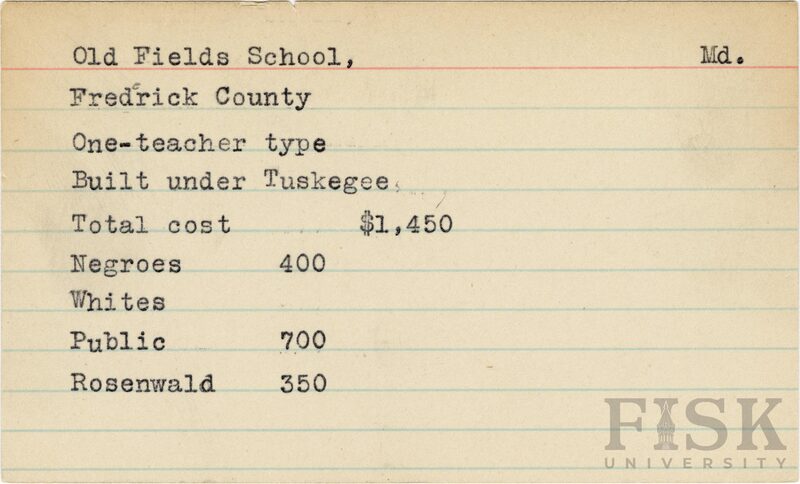 Old Fields School, Md.
Frederick County
One-teacher type
Built under Tuskegee.
Total cost $1,450
Negroes 400
Whites
Public 700
Rosenwald 350
FISK
UNIVERSITY